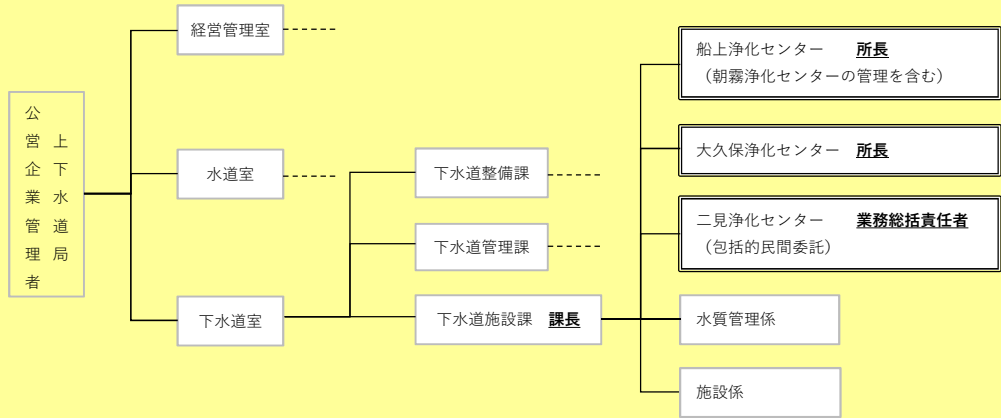 公営企業管理者
上下水道局
経営管理室
水道室
下水道室
下水道整備課
下水道管理課
下水道施設課 課長
船上浄化センター 所長
（朝霧浄化センターの管理を含む）
大久保浄化センター 所長
二見浄化センター 業務総括責任者
（包括的民間委託）
水質管理係
施設係